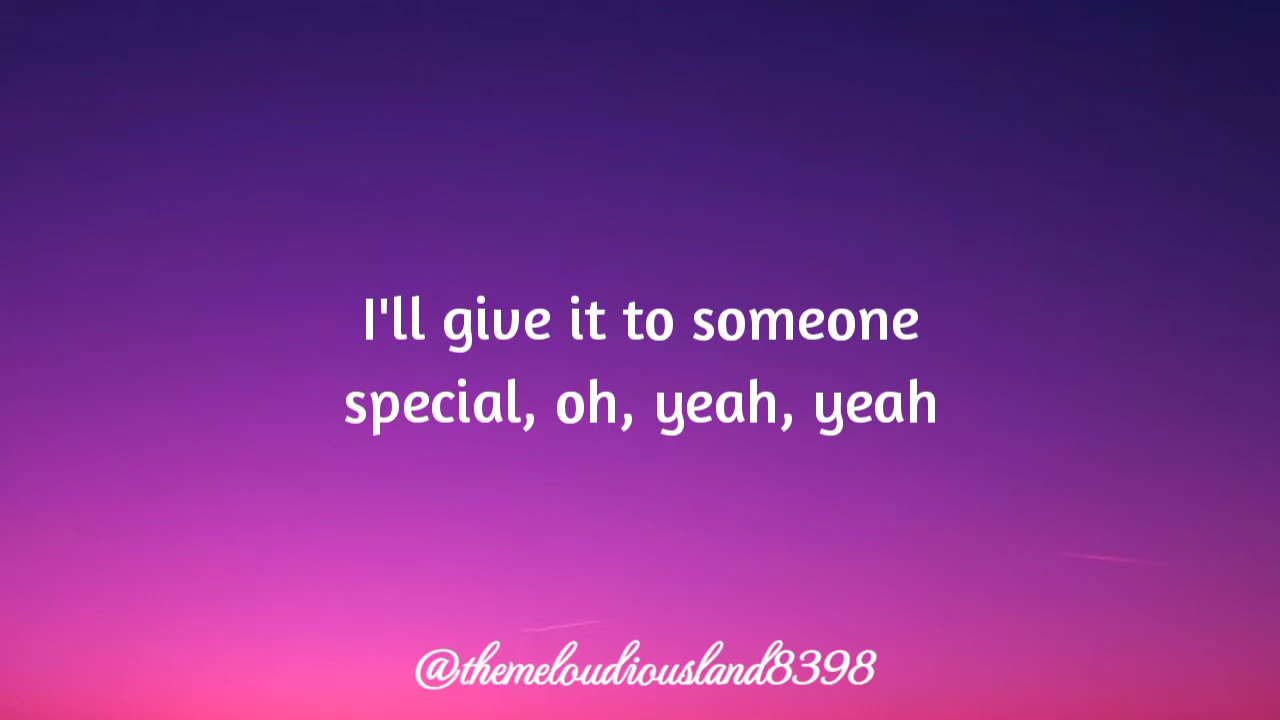 I'll give it to someone
special, oh, yeah, yeah
@themeloudiousland8398